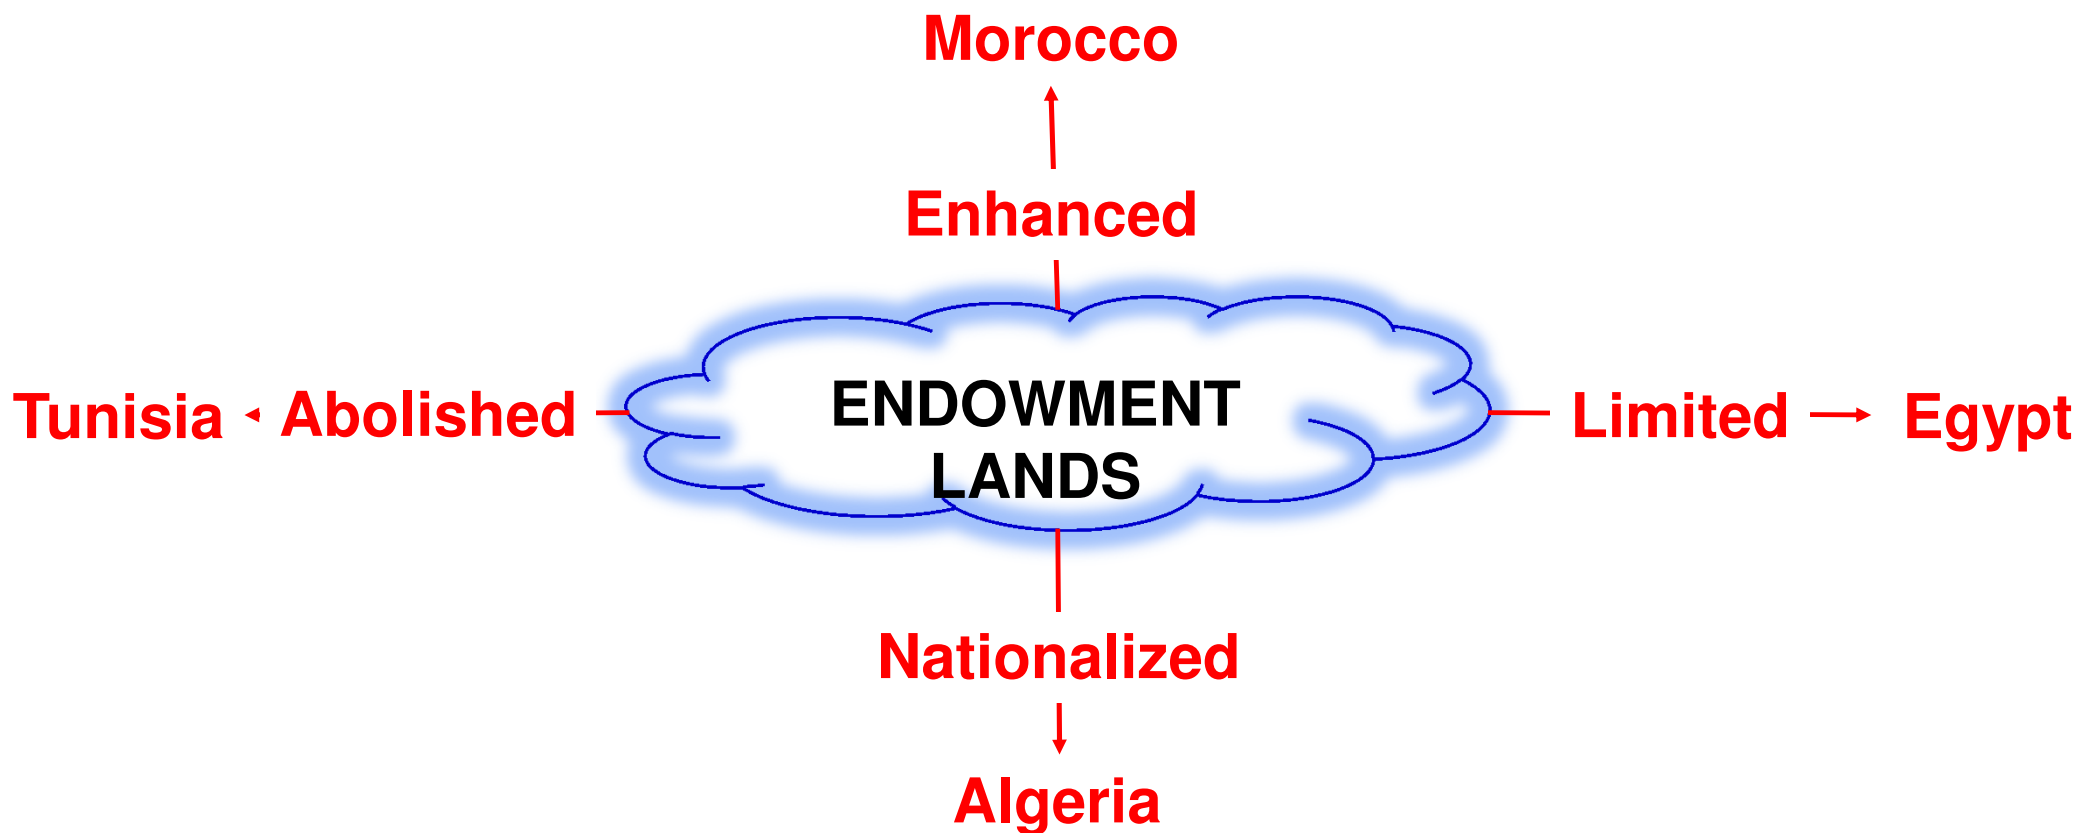 Morocco
Enhanced
Tunisia Abolished ENDOWMENT LANDS Limited Egypt
Nationalized
Algeria